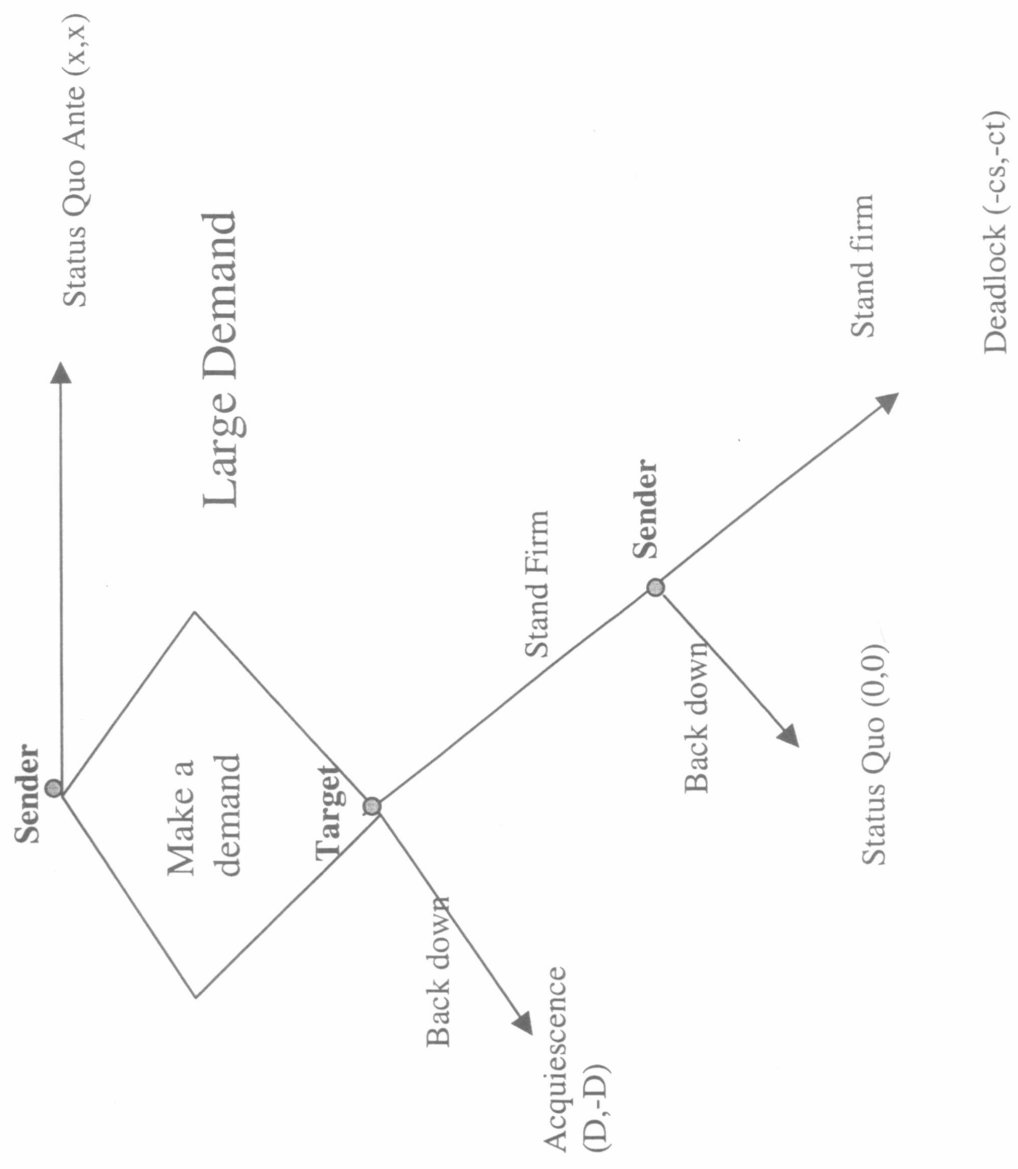 Sender
Status Quo Ante (x,x)
Make a
demand
Large Demand
Target
Back down
Stand Firm
Acquiescence
(D,-D)
Sender
Back down
Stand firm
Status Quo (0,0)
Deadlock (-cs,-ct)